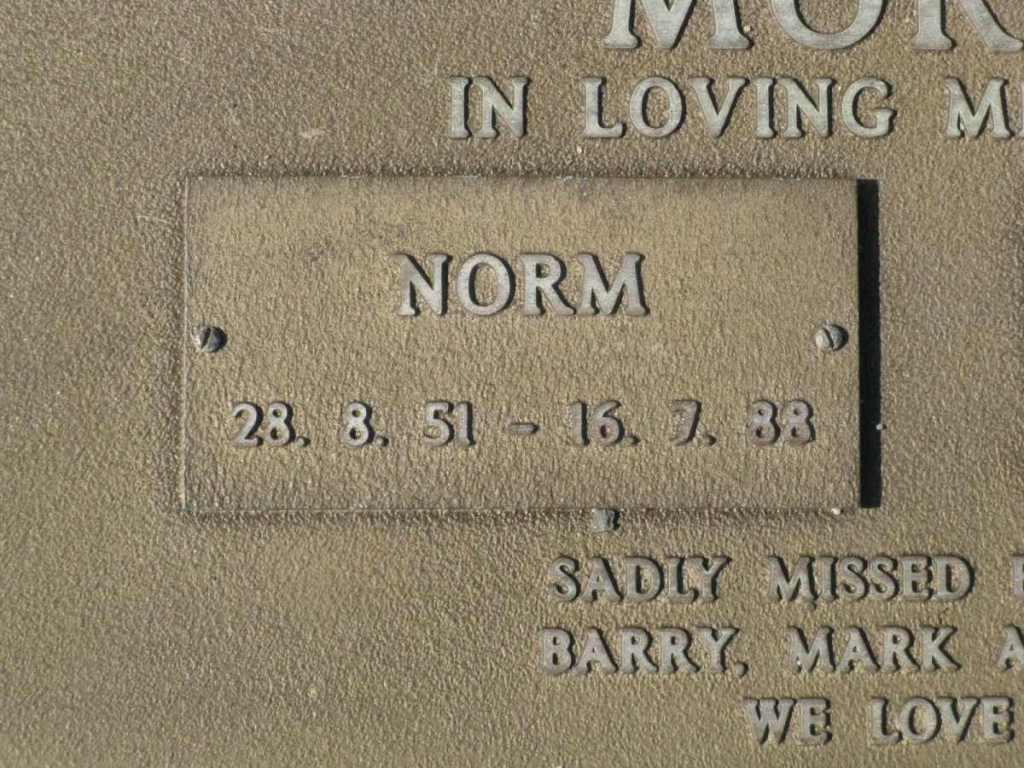 IN LOVING
NORM
28. 8. 51 - 16. 7. 88
SADLY MISSED
BARRY, MARK
WE LOVE